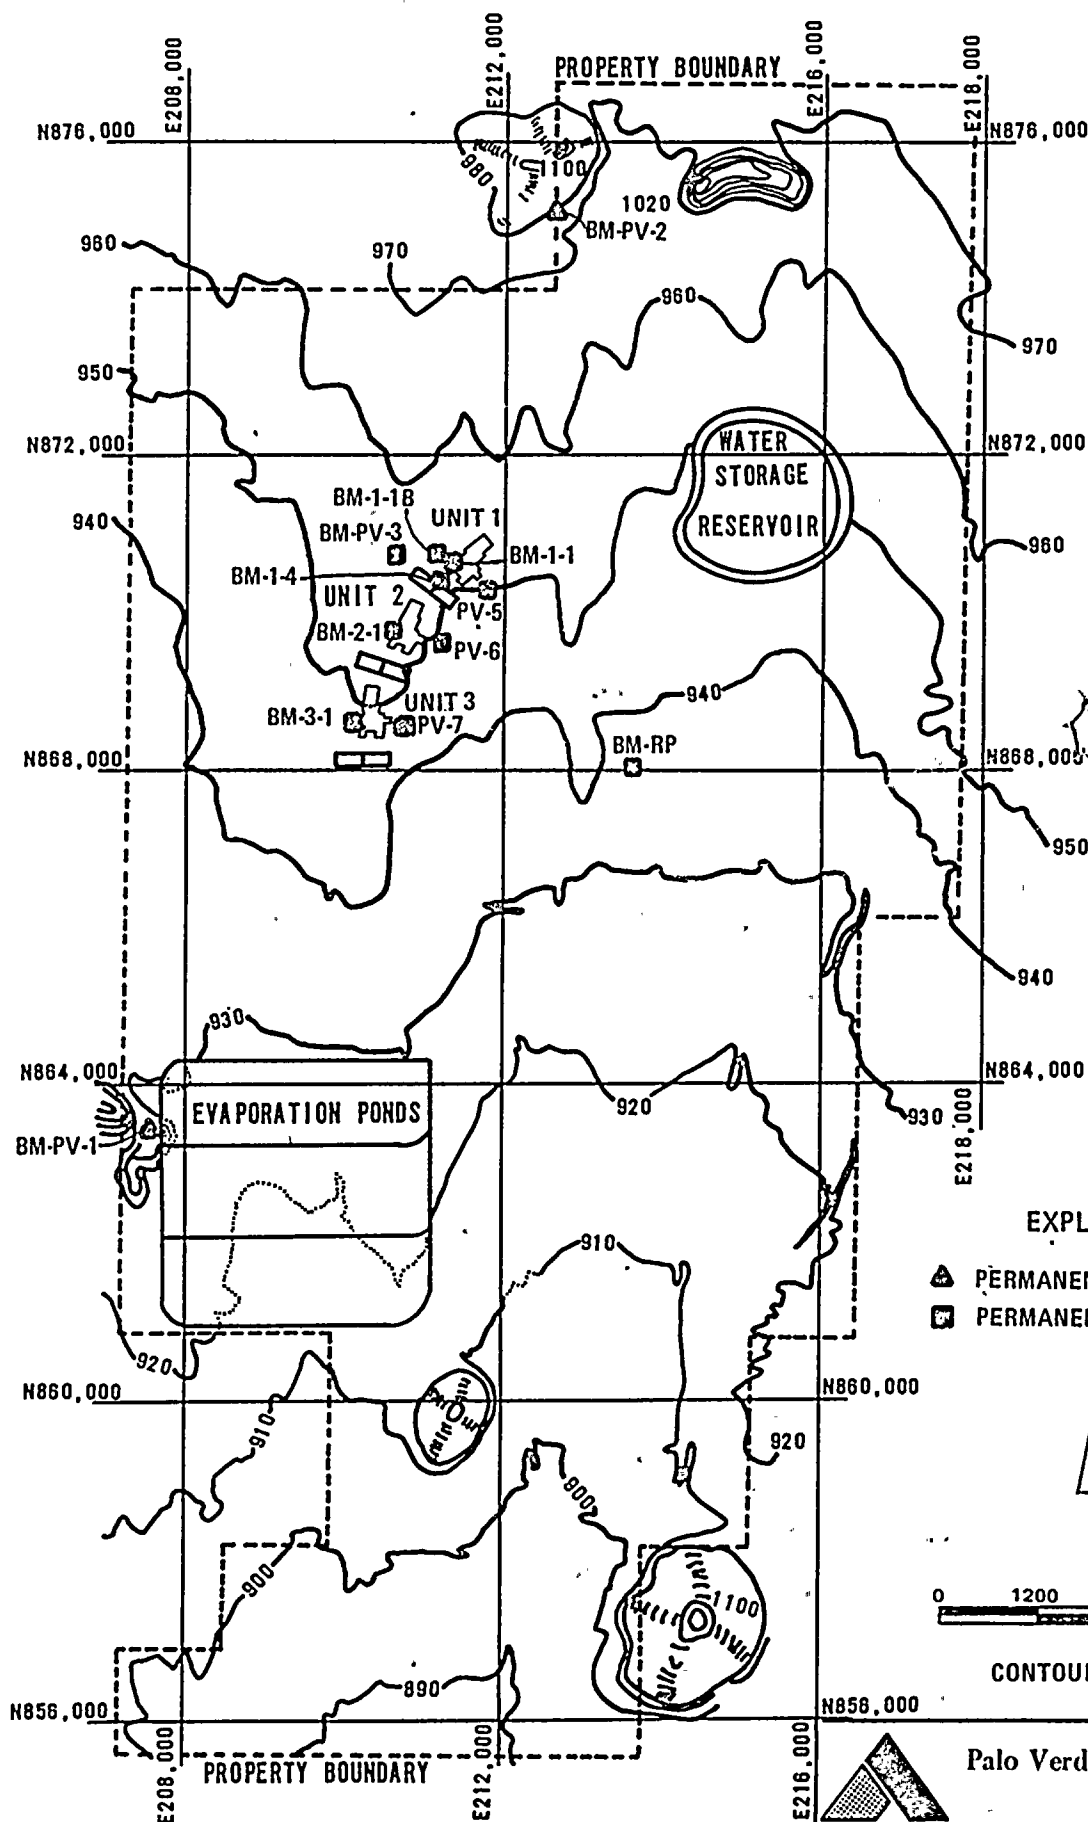 E208,000
E212,000
PROPERTY BOUNDARY
E216,000
E218,000
N876,000
N876,000
980
1100
1020
BM-PV-2
960
970
960
970
950
N872,000
N872,000
WATER
STORAGE
RESERVOIR
940
BM-1-1B
UNIT 1
BM-PV-3
BM-1-1
960
BM-1-4
UNIT 2
PV-5
BM-2-1
PV-6
940
UNIT 3
BM-3-1
PV-7
BM-RP
N868,000
N868,000
950
940
930
N864,000
N864,000
920
930
EVAPORATION PONDS
BM-PV-1
E218,000
EXPL
910
PERMANE
PERMANE
920
N860,000
N860,000
910
920
900
900
1100
0
1200
CONTOU
890
N856,000
N856,000
E208,000
PROPERTY BOUNDARY
E212,000
E216,000
Palo Verd